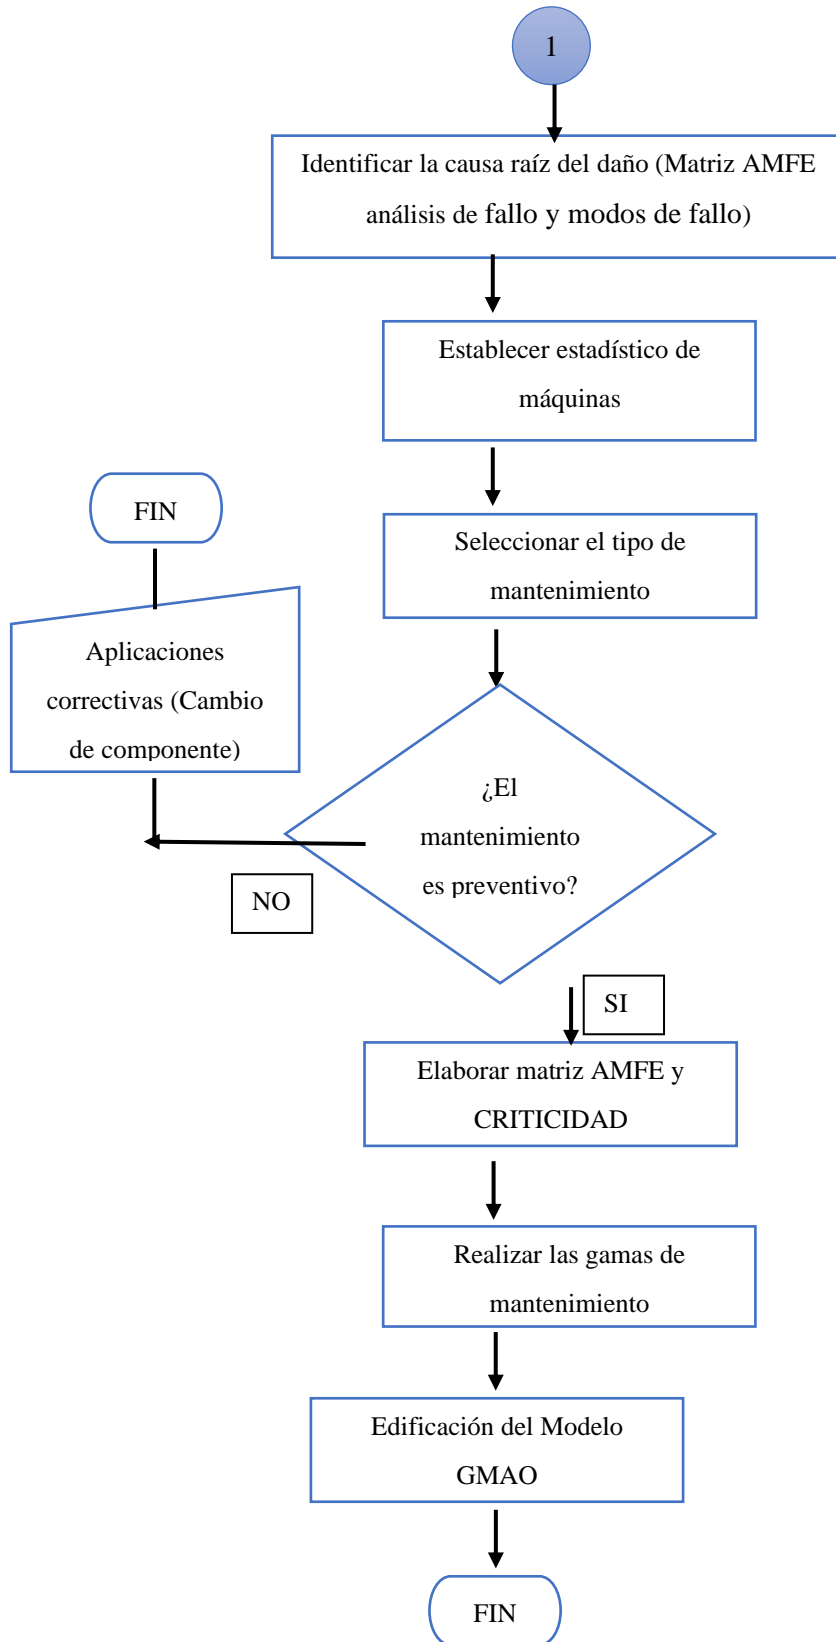 1
Identificar la causa raíz del daño (Matriz AMFE
análisis de fallo y modos de fallo)
Establecer estadístico de
máquinas
Seleccionar el tipo de
mantenimiento
¿El
mantenimiento
es preventivo?
NO
Aplicaciones
correctivas (Cambio
de componente)
FIN
SI
Elaborar matriz AMFE y
CRITICIDAD
Realizar las gamas de
mantenimiento
Edificación del Modelo
GMAO
FIN